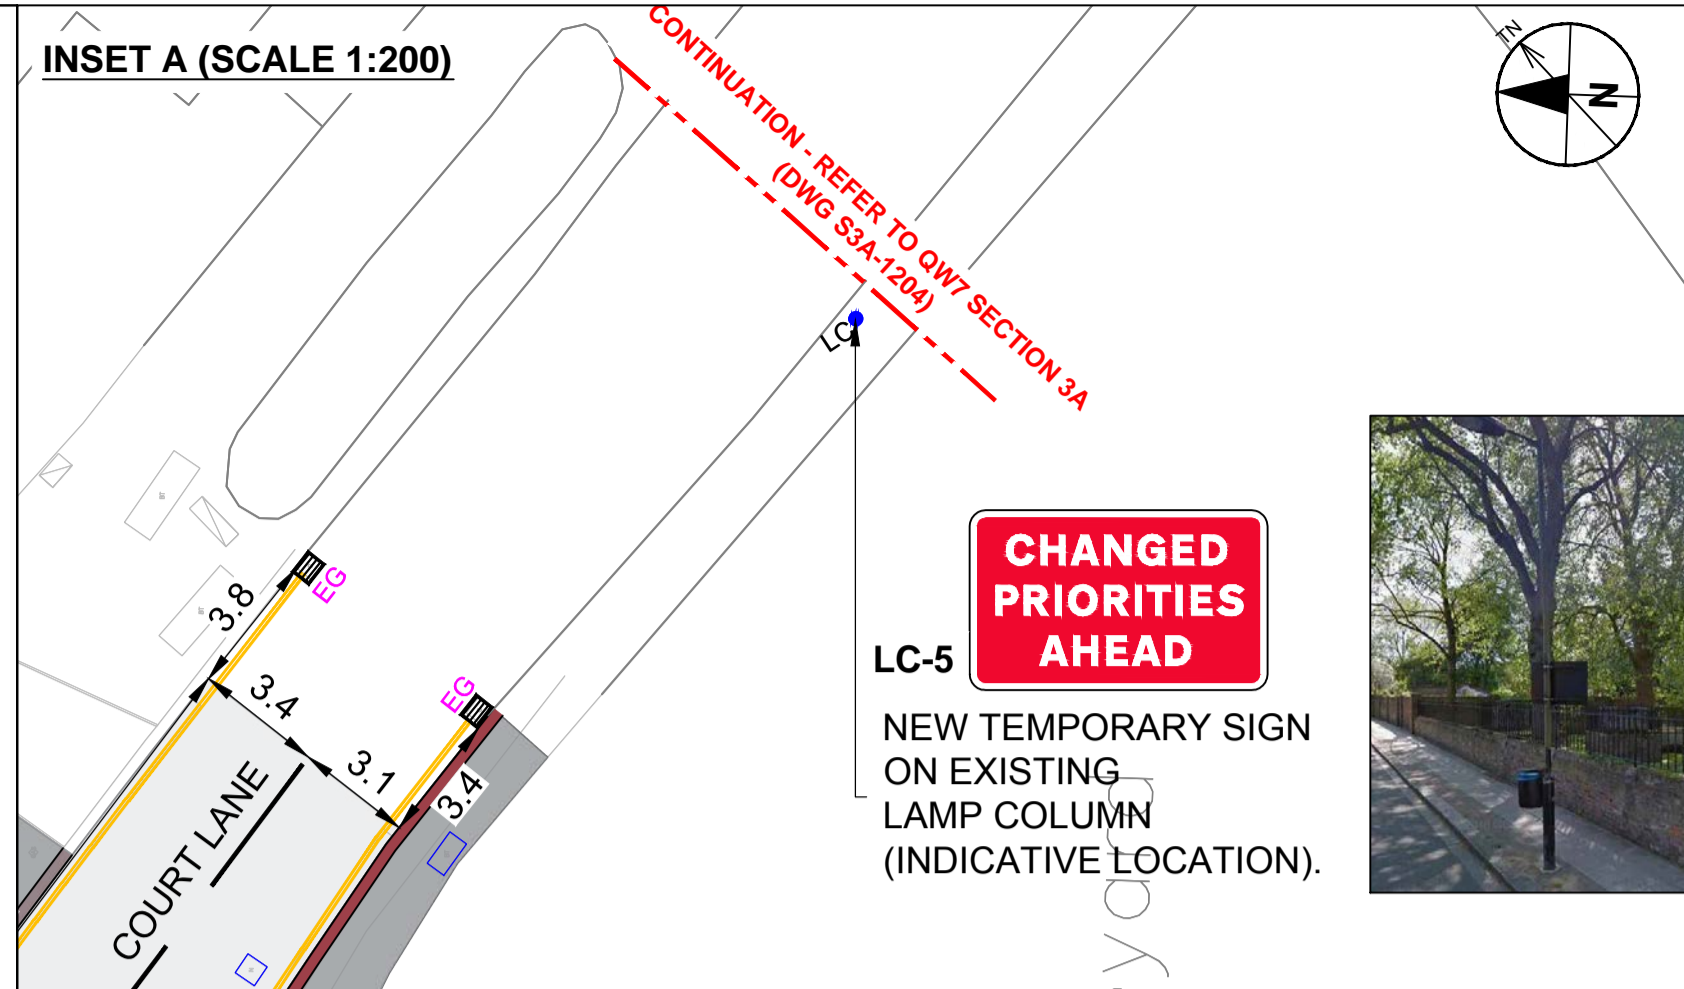 INSET A (SCALE 1:200)
CONTINUATION - REFER TO QW7 SECTION 3A
(DWG S3A-1204)
TN
N
LC
EG
3.8
EG
3.4
3.1
3.4
COURT LANE
CHANGED
PRIORITIES
AHEAD
LC-5
NEW TEMPORARY SIGN
ON EXISTING
LAMP COLUMN
(INDICATIVE LOCATION).
yard